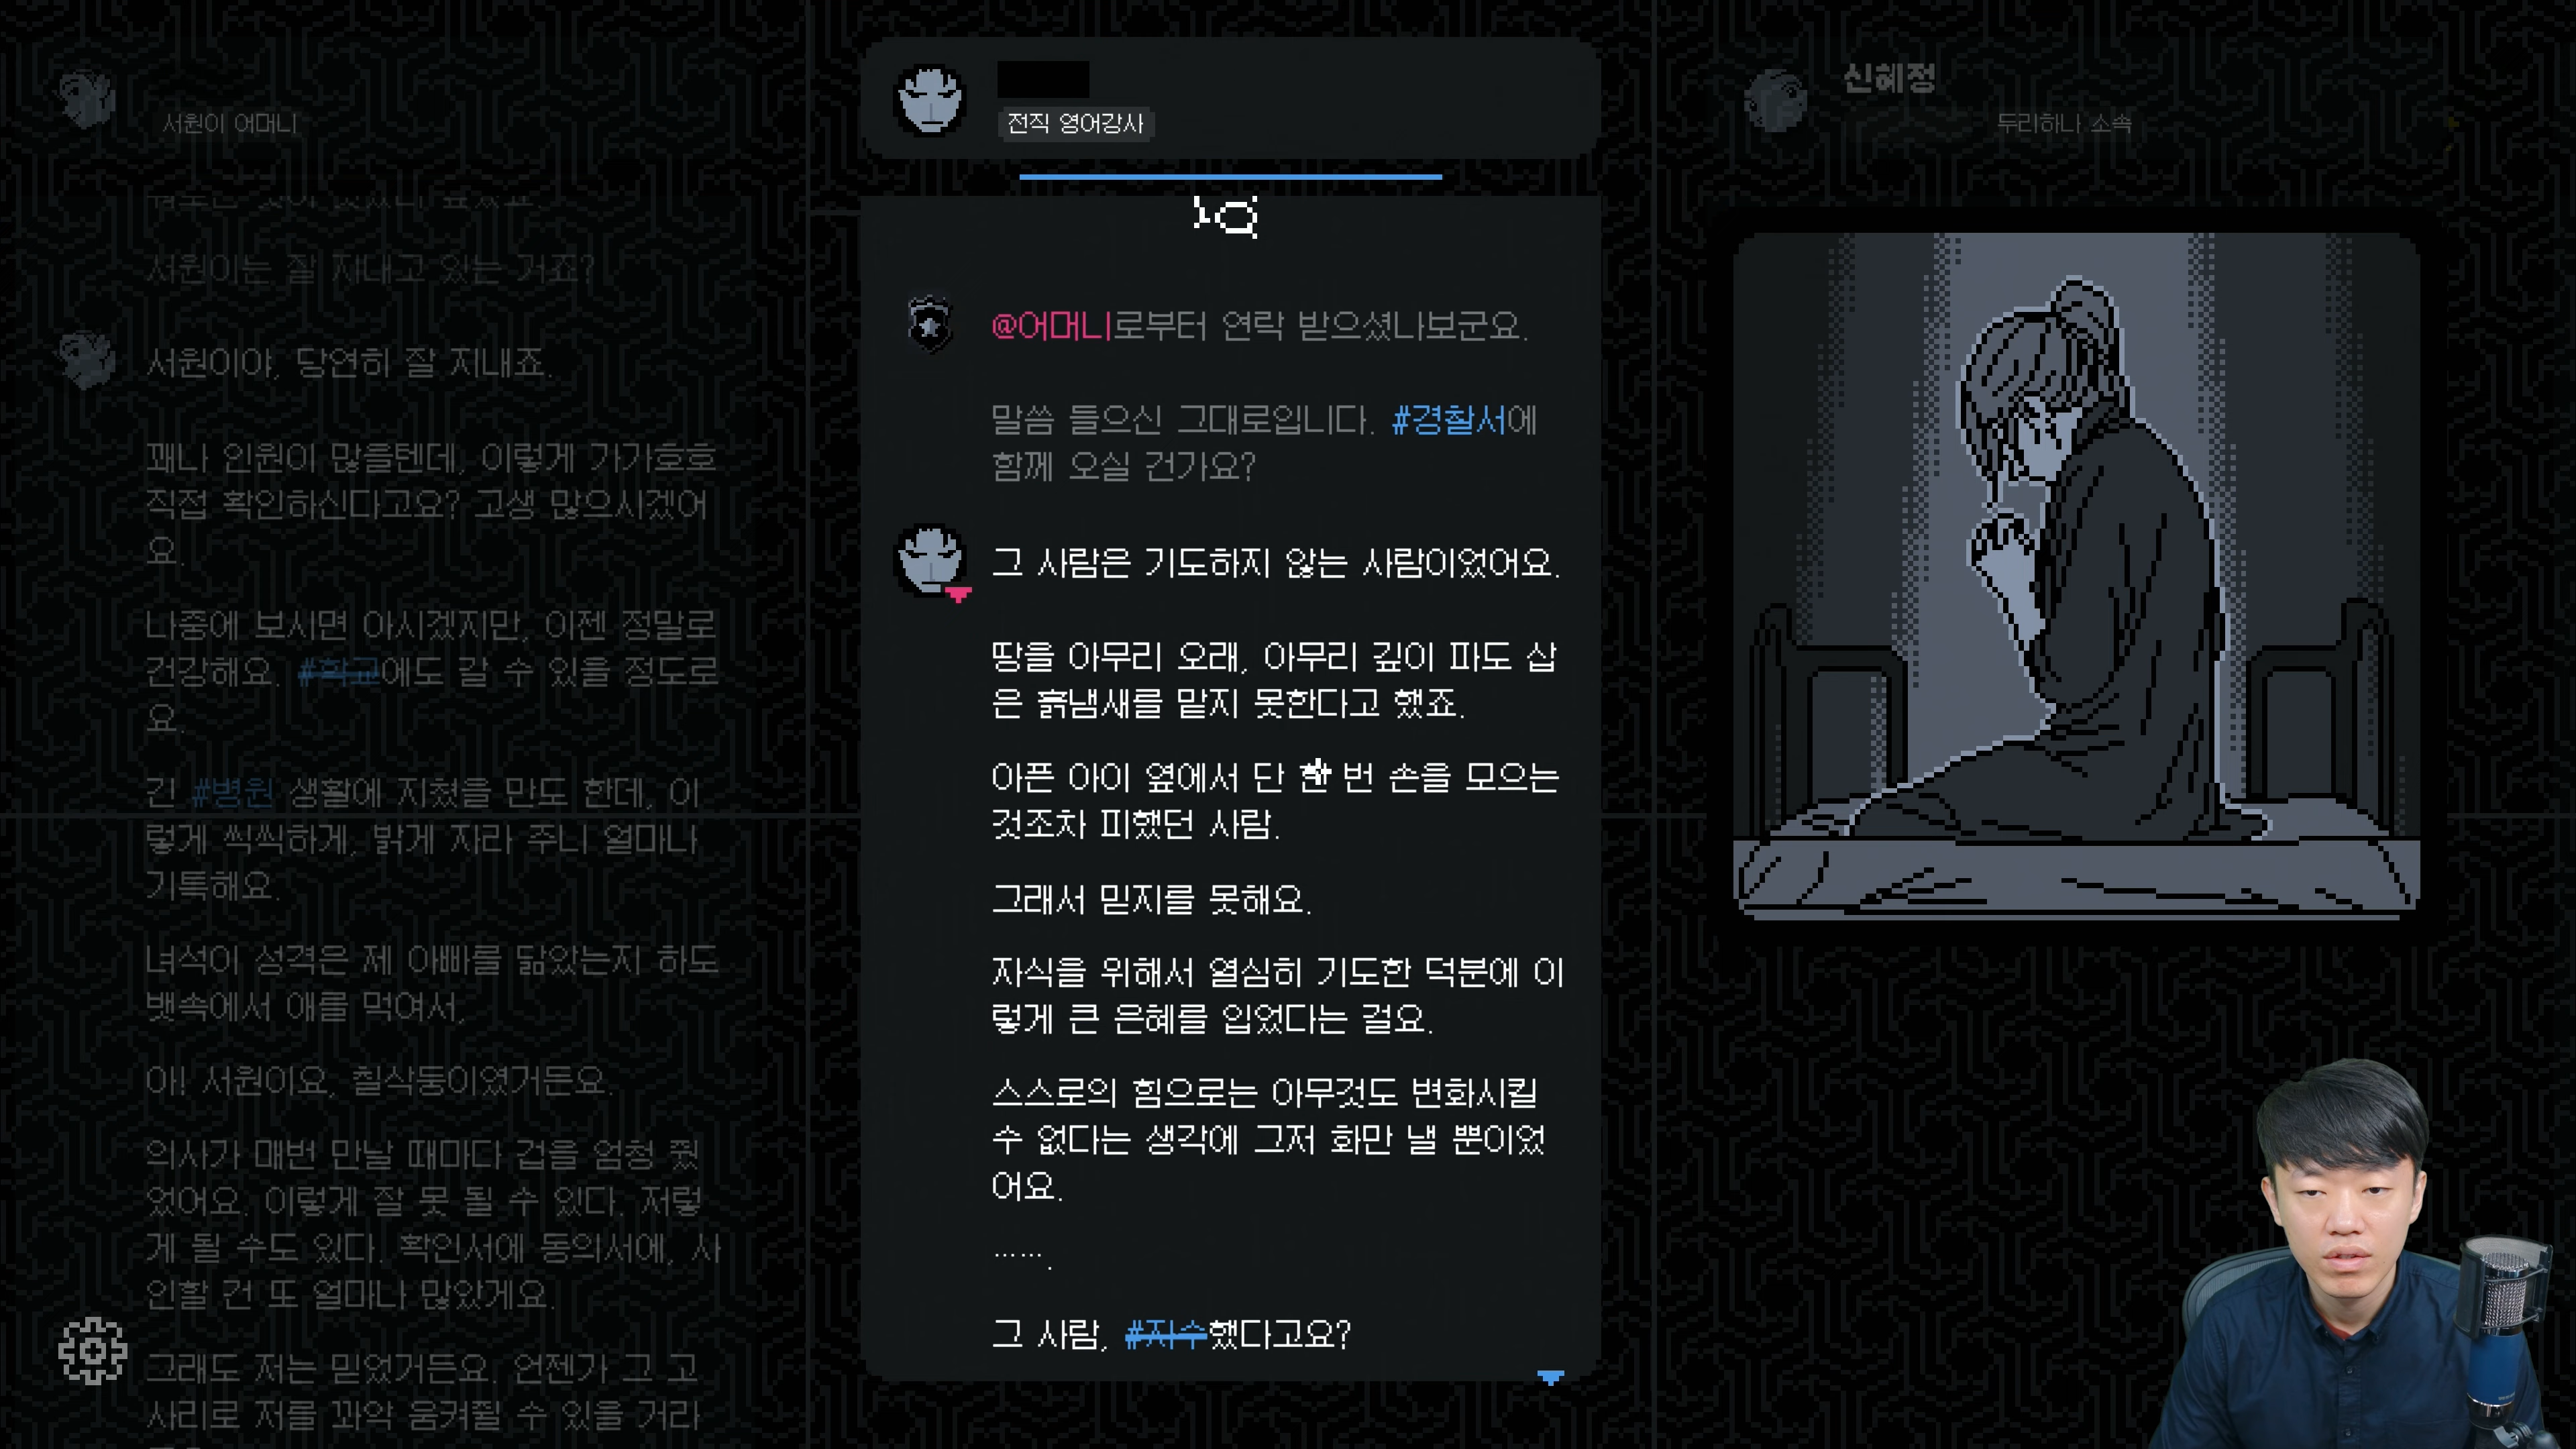 서원이 어머니
서원이는 잘 지내고 있는 거죠?
서원이야, 당연히 잘 지내죠.
꽤나 인원이 많을텐데, 이렇게 가가호호
직접 확인하신다고요? 고생 많으시겠어
요.
나중에 보시면 아시겠지만, 이젠 정말로
건강해요. #학교에도 갈 수 있을 정도로
요.
긴 #병원 생활에 지쳤을 만도 한데, 이
렇게 씩씩하게, 밝게 자라 주니 얼마나
기특해요.
녀석이 성격은 제 아빠를 닮았는지 하도
뱃속에서 애를 먹여서,
아! 서원이요, 칠삭둥이였거든요.
의사가 매번 만날 때마다 겁을 엄청 줬
었어요. 이렇게 잘 못 될 수 있다. 저렇
게 될 수도 있다. 확인서에 동의서에, 사
인할 건 또 얼마나 많았게요.
그래도 저는 믿었거든요. 언젠가 그 고
사리로 저를 꽈악 움켜쥘 수 있을 거라
전직 영어강사
@어머니로부터 연락 받으셨나보군요.
말씀 들으신 그대로입니다. #경찰서에
함께 오실 건가요?
그 사람은 기도하지 않는 사람이었어요.
땅을 아무리 오래, 아무리 깊이 파도 삽
은 흙냄새를 맡지 못한다고 했죠.
아픈 아이 옆에서 단 한 번 손을 모으는
것조차 피했던 사람.
그래서 믿지를 못해요.
자식을 위해서 열심히 기도한 덕분에 이
렇게 큰 은혜를 입었다는 걸요.
스스로의 힘으로는 아무것도 변화시킬
수 없다는 생각에 그저 화만 낼 뿐이었
어요.
…….
그 사람, #자수했다고요?
신혜정
두리하나 소속